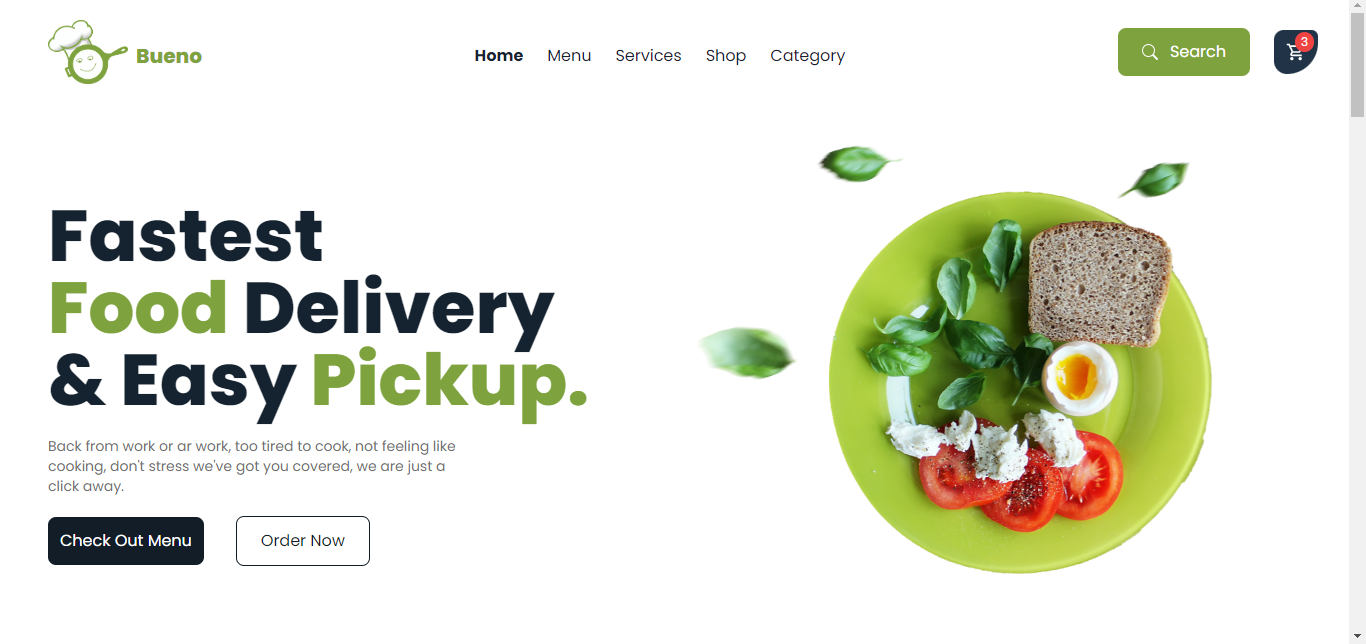 Bueno
Home Menu Services Shop Category
Search
3
Fastest
Food Delivery
& Easy Pickup.
Back from work or ar work, too tired to cook, not feeling like
cooking, don't stress we've got you covered, we are just a
click away.
Check Out Menu
Order Now